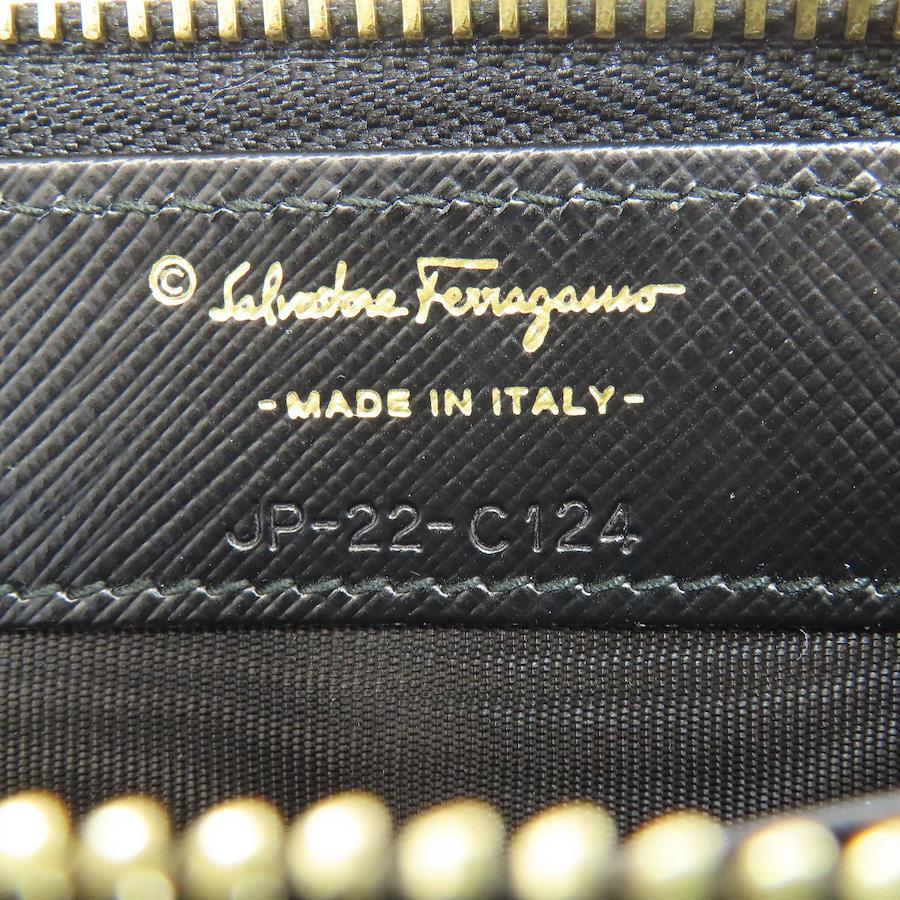 © Salvatore Ferragamo
-MADE IN ITALY-
JP-22-C124